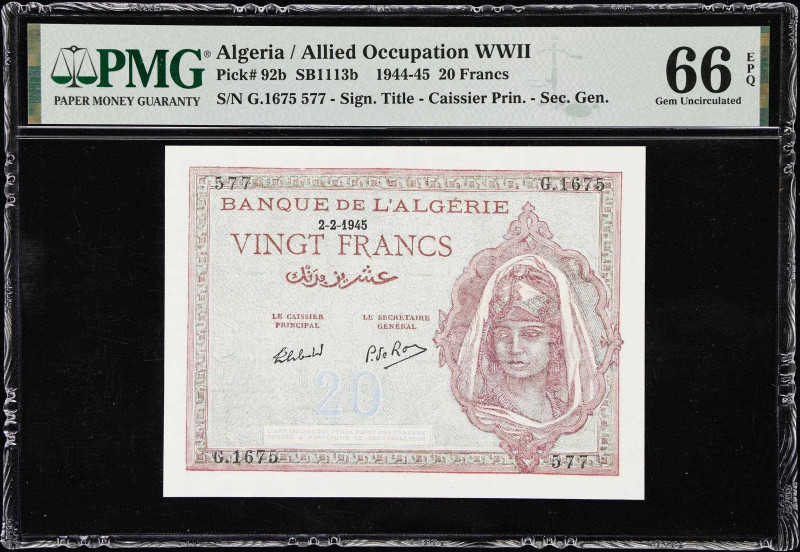 PMG®
PAPER MONEY GUARANTY
Algeria / Allied Occupation WWII
Pick# 92b SB1113b 1944-45 20 Francs
S/N G.1675 577 - Sign. Title - Caissier Prin. - Sec. Gen.
66 EPQ
Gem Uncirculated
577 G.1675
BANQUE DE L'ALGÉRIE
2-2-1945
VINGT FRANCS
عشرين فرنك
LE CAISSIER LE SECRÉTAIRE
PRINCIPAL GÉNÉRAL
P. de Rou
20
G.1675 577